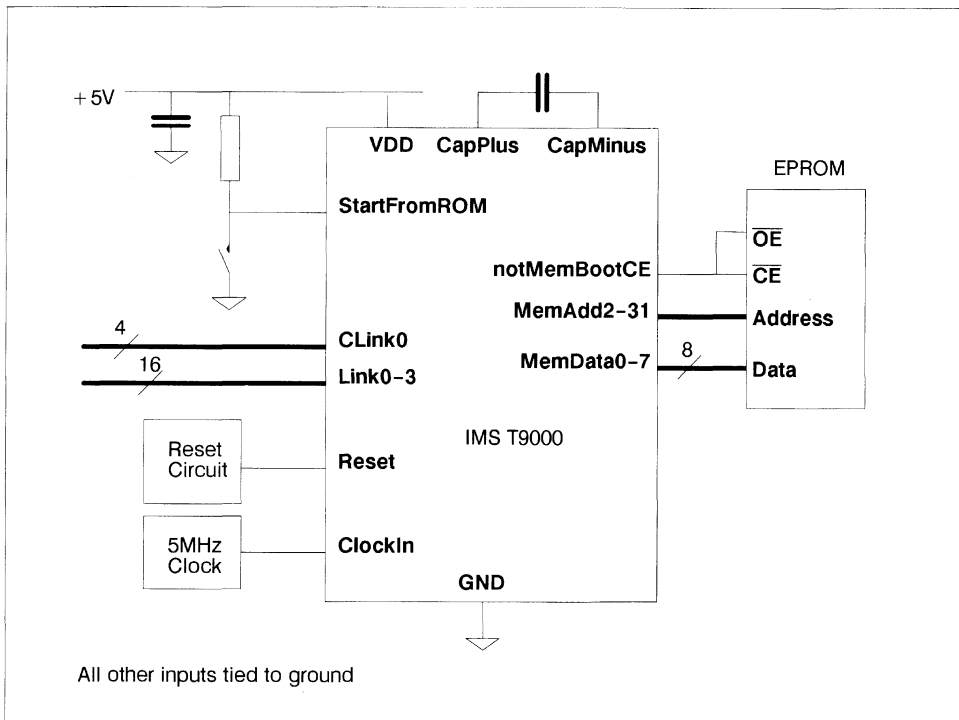 +5V
VDD CapPlus CapMinus
EPROM
StartFromROM
OE
notMemBootCE
CE
MemAdd2-31
Address
4
CLink0
MemData0-7
8
Data
16
Link0-3
IMS T9000
Reset
Circuit
Reset
5MHz
Clock
ClockIn
GND
All other inputs tied to ground